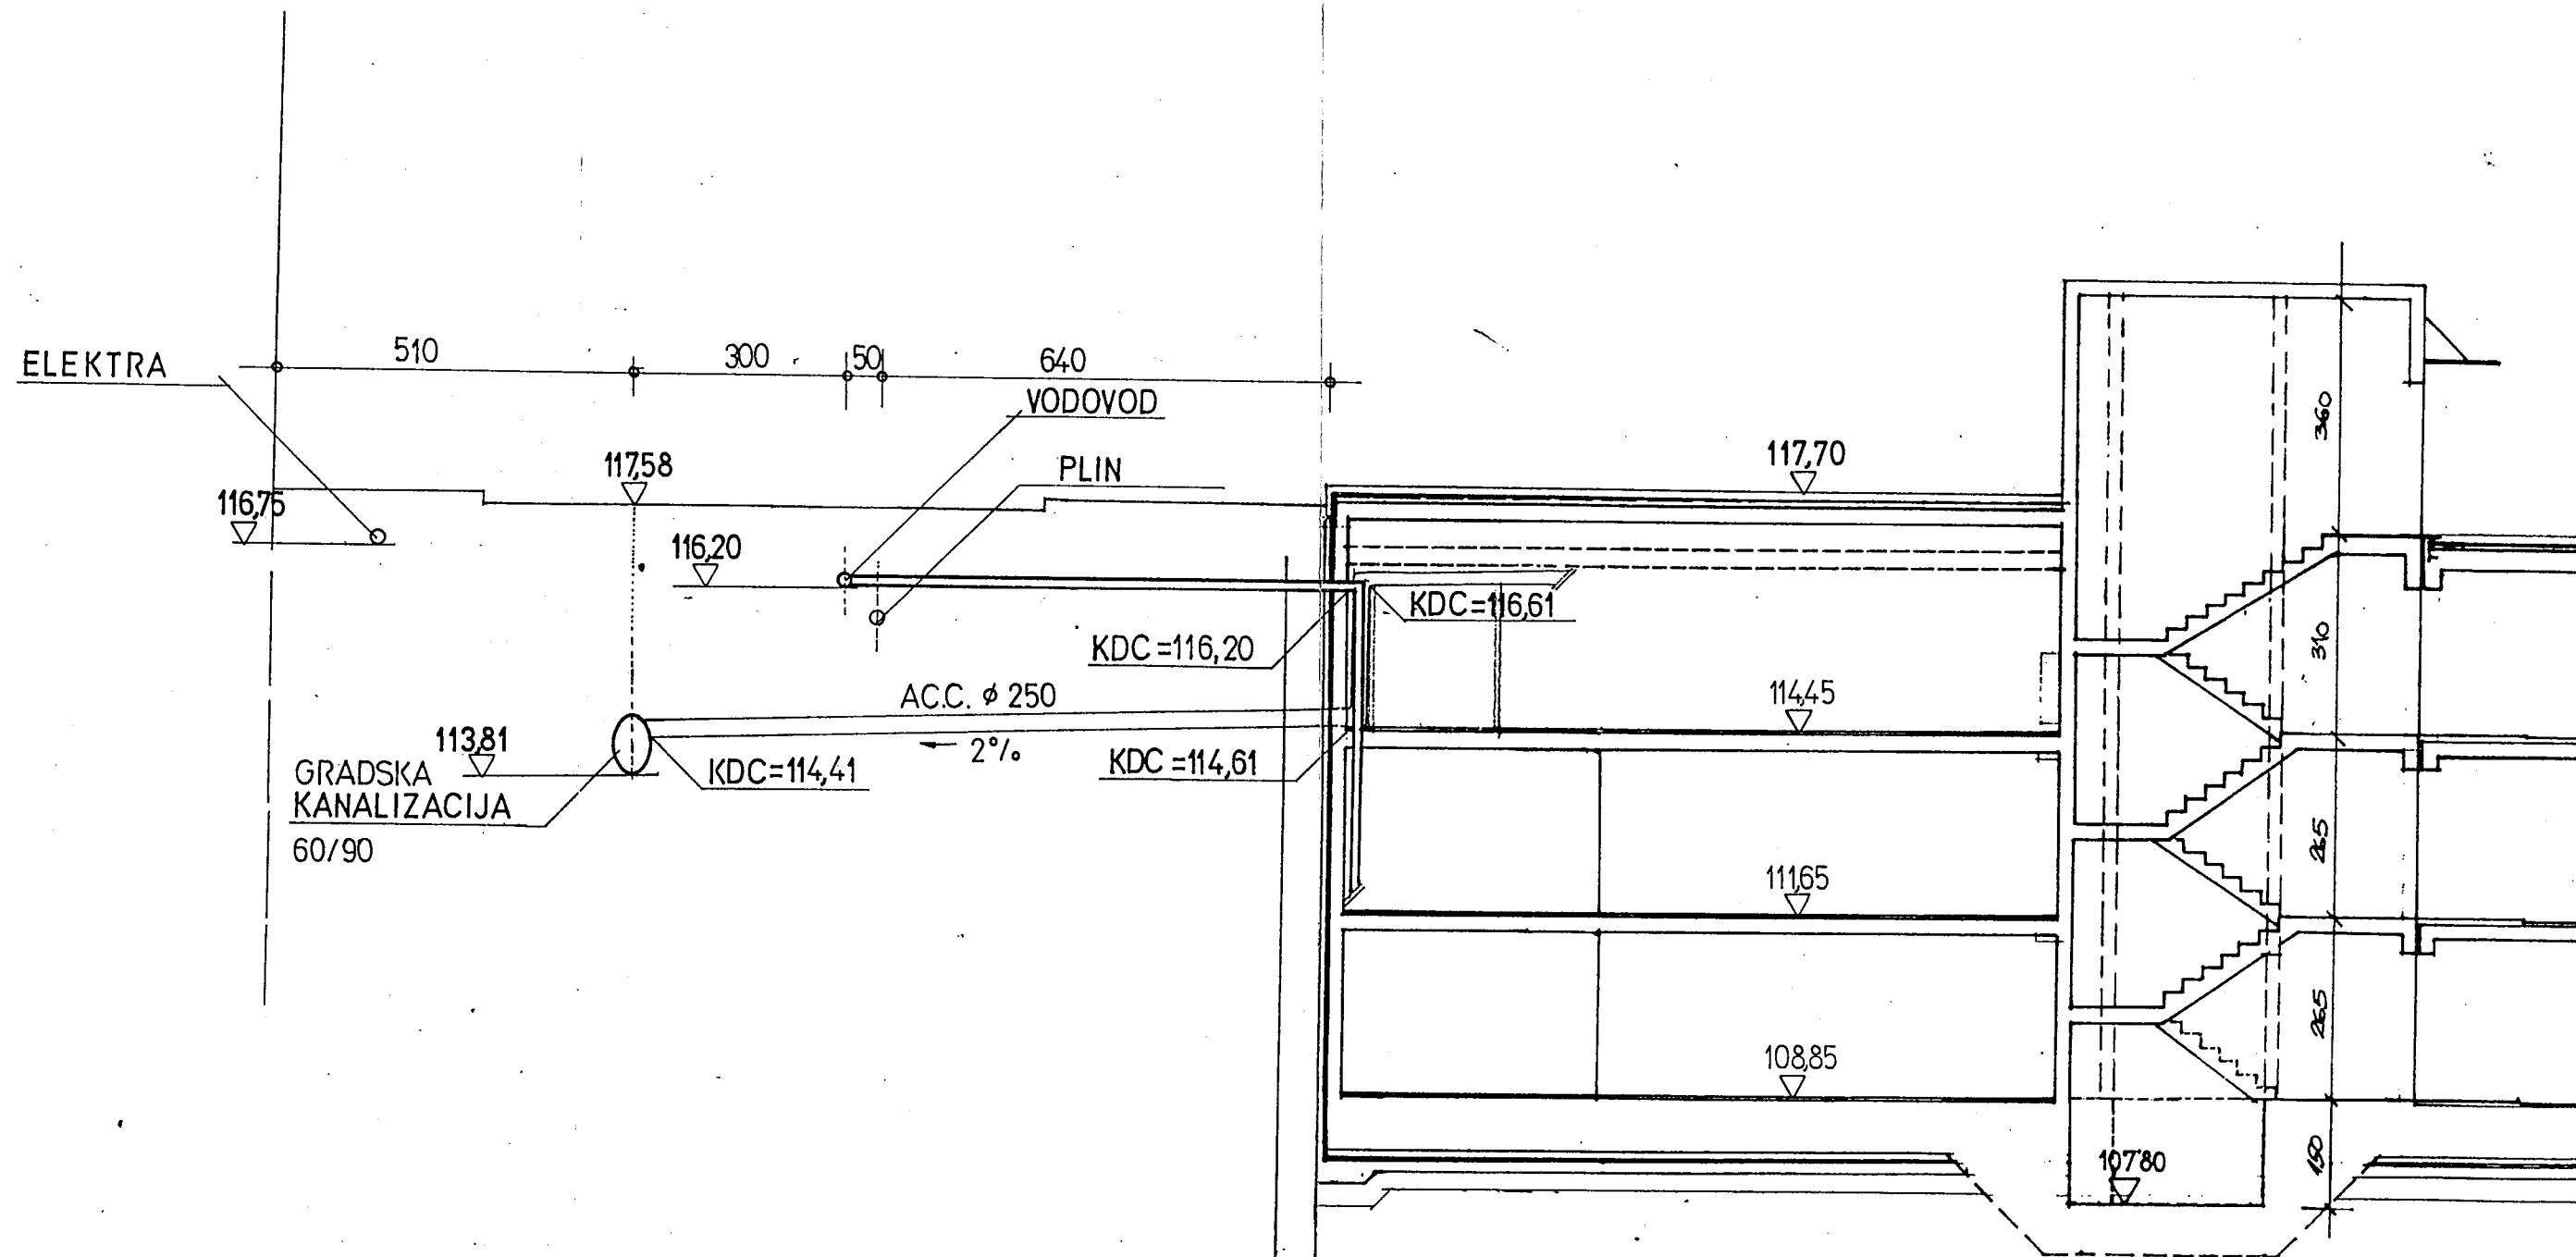 510
300
50
640
ELEKTRA
VODOVOD
360
117,58
117,70
PLIN
116,75
116,20
KDC=116,61
KDC=116,20
310
AC.C. ø 250
114,45
113,81
2%
GRADSKA
KANALIZACIJA
60/90
KDC=114,41
KDC=114,61
265
111,65
265
108,85
150
107,80